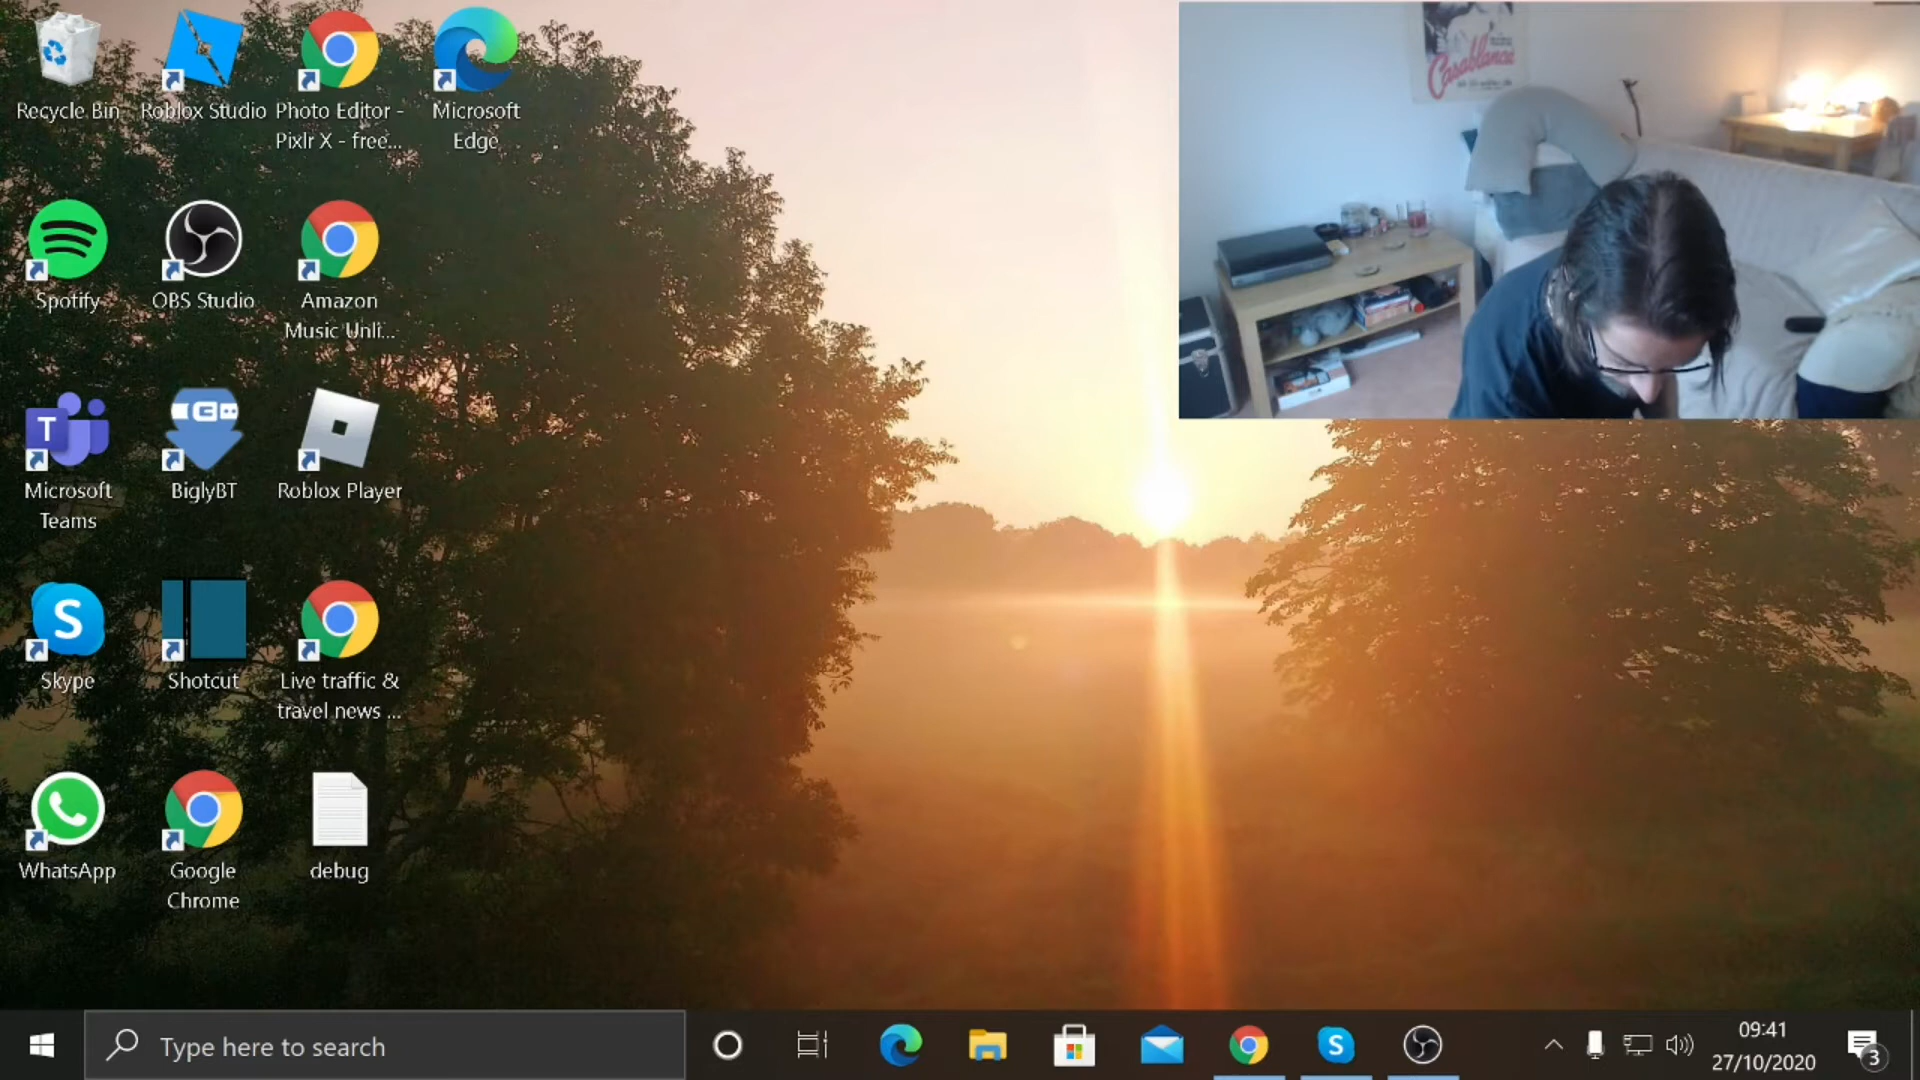 Recycle Bin
Roblox Studio
Photo Editor -
Pixlr X - free...
Microsoft
Edge
Casablanca
Spotify
OBS Studio
Amazon
Music Unli...
T
Microsoft
Teams
BiglyBT
Roblox Player
S
Skype
Shotcut
Live traffic &
travel news ...
WhatsApp
Google
Chrome
debug
Type here to search
S
09:41
27/10/2020
3